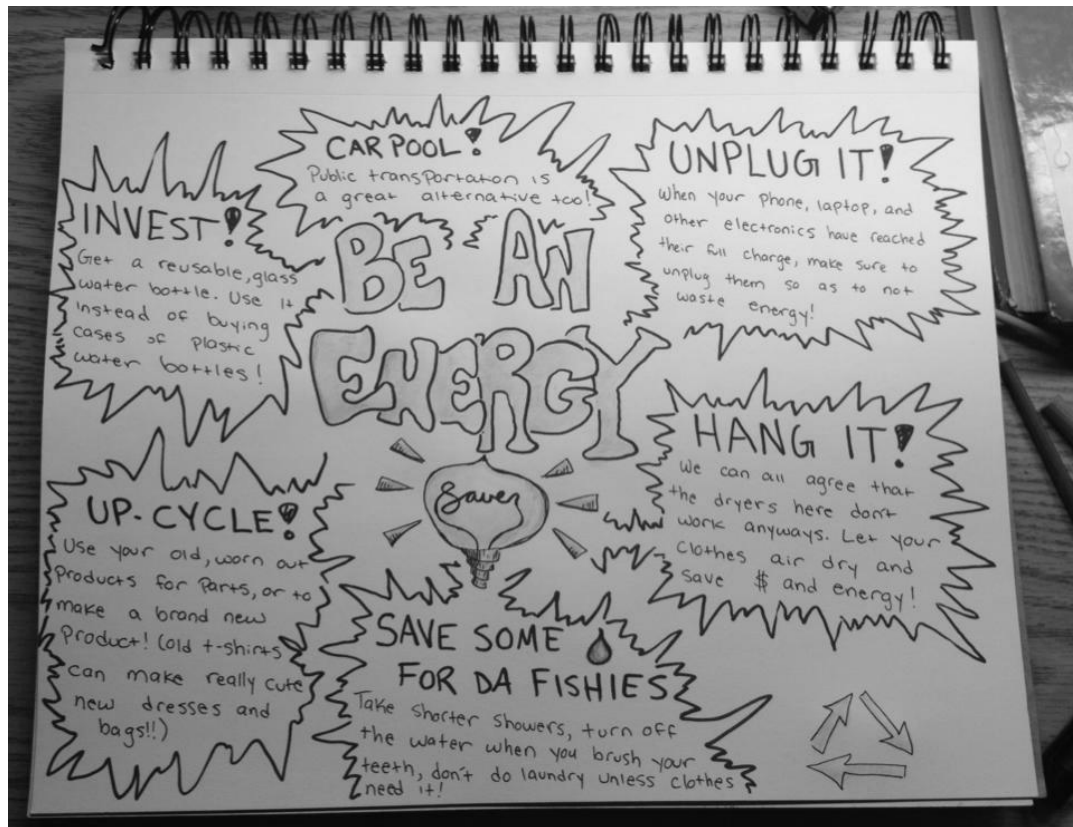 CAR POOL!
Public transportation is
a great alternative too!
UNPLUG IT!
When your phone, laptop, and
other electronics have reached
their full charge, make sure to
unplug them so as to not
waste energy!
INVEST!
Get a reusable, glass
water bottle. Use it
instead of buying
cases of plastic
water bottles!
BE AN
ENERGY
Saver
HANG IT!
We can all agree that
the dryers here don't
work anyways. Let your
clothes air dry and
save $ and energy!
UP-CYCLE!
Use your old, worn out
products for parts, or to
make a brand new
product! (old t-shirts
can make really cute
new dresses and
bags!!)
SAVE SOME
FOR DA FISHIES
Take shorter showers, turn off
the water when you brush your
teeth, don't do laundry unless clothes
need it!